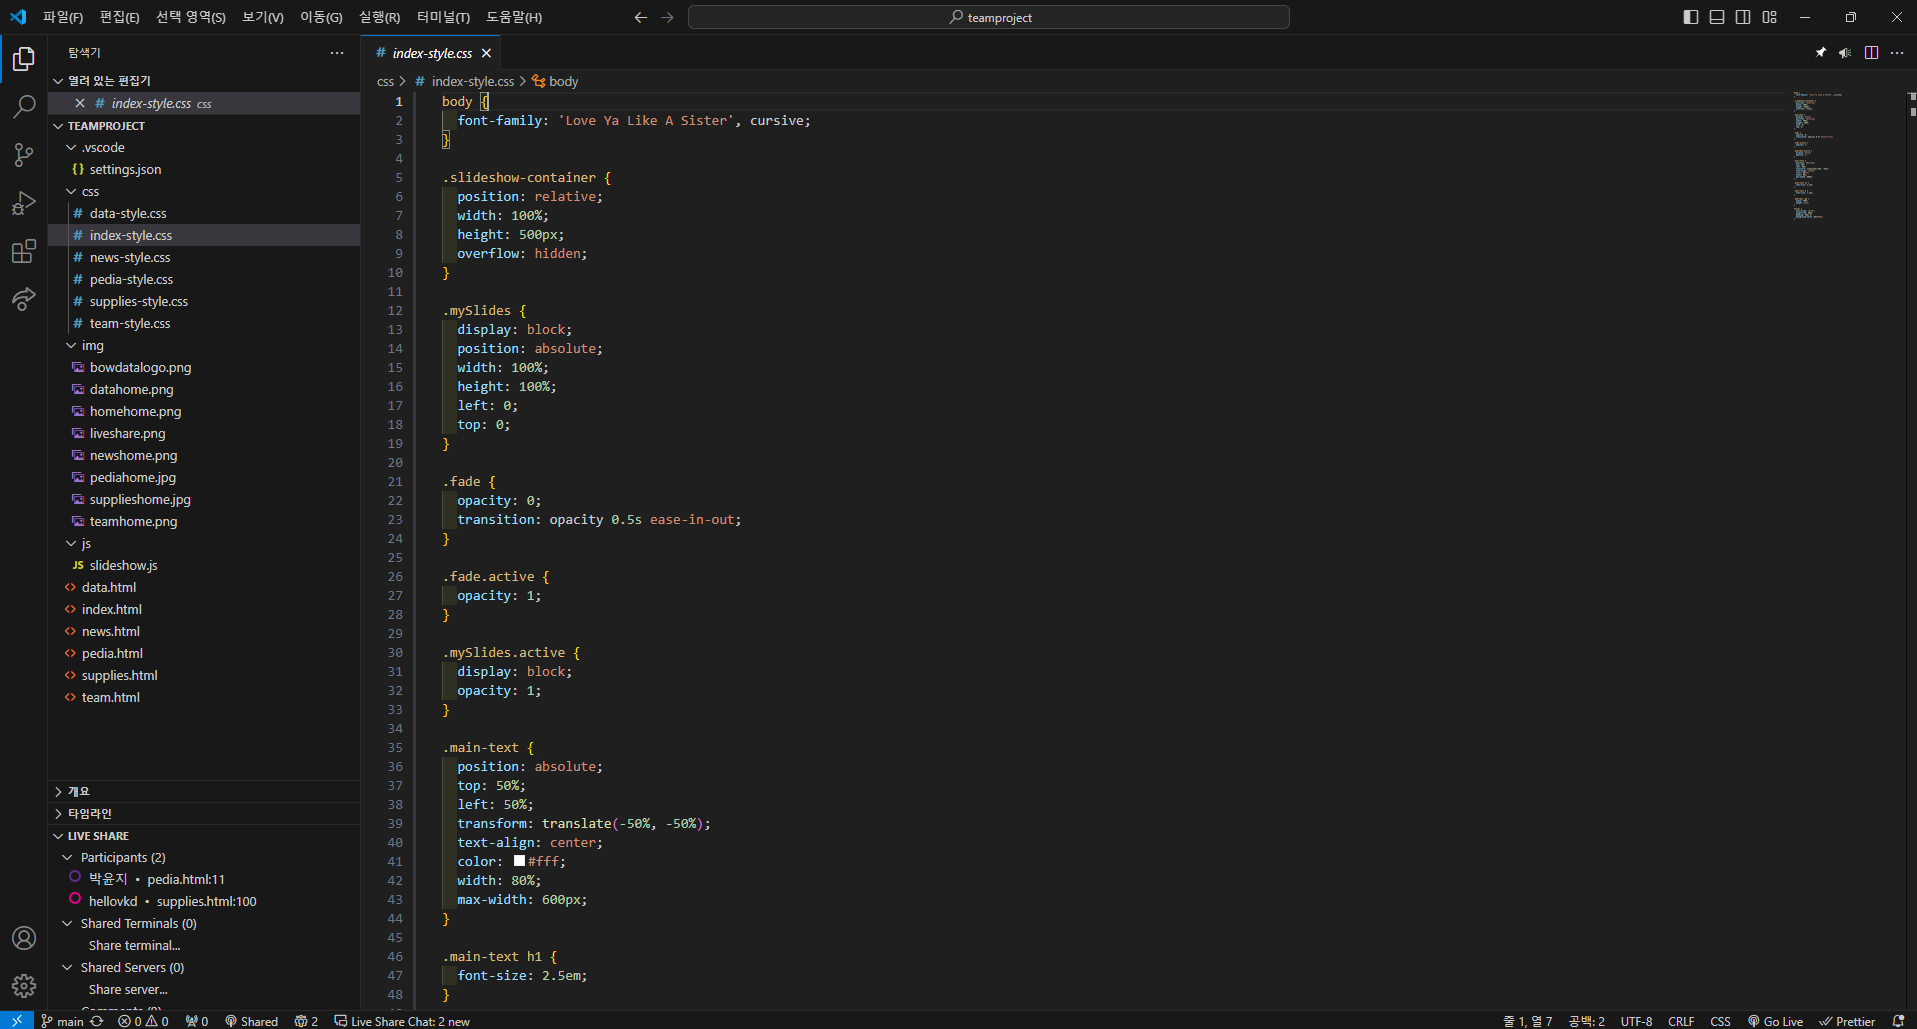 파일(F) 편집(E) 선택 영역(S) 보기(V) 이동(G) 실행(R) 터미널(T) 도움말(H) teamproject
탐색기
열려 있는 편집기
index-style.css css
TEAMPROJECT
.vscode
{} settings.json
css
# data-style.css
# index-style.css
# news-style.css
# pedia-style.css
# supplies-style.css
# team-style.css
img
bowdatalogo.png
datahome.png
homehome.png
liveshare.png
newshome.png
pediahome.jpg
supplieshome.jpg
teamhome.png
js
JS slideshow.js
<> data.html
<> index.html
<> news.html
<> pedia.html
<> supplies.html
<> team.html
개요
타임라인
LIVE SHARE
Participants (2)
박윤지 • pedia.html:11
hellovkd • supplies.html:100
Shared Terminals (0)
Share terminal...
Shared Servers (0)
Share server...
# index-style.css
css > # index-style.css > body
1 body {
2 font-family: 'Love Ya Like A Sister', cursive;
3 }
4
5 .slideshow-container {
6 position: relative;
7 width: 100%;
8 height: 500px;
9 overflow: hidden;
10 }
11
12 .mySlides {
13 display: block;
14 position: absolute;
15 width: 100%;
16 height: 100%;
17 left: 0;
18 top: 0;
19 }
20
21 .fade {
22 opacity: 0;
23 transition: opacity 0.5s ease-in-out;
24 }
25
26 .fade.active {
27 opacity: 1;
28 }
29
30 .mySlides.active {
31 display: block;
32 opacity: 1;
33 }
34
35 .main-text {
36 position: absolute;
37 top: 50%;
38 left: 50%;
39 transform: translate(-50%, -50%);
40 text-align: center;
41 color: #fff;
42 width: 80%;
43 max-width: 600px;
44 }
45
46 .main-text h1 {
47 font-size: 2.5em;
48 }
main 0 0 0 Shared 2 Live Share Chat: 2 new 줄 1, 열 7 공백: 2 UTF-8 CRLF CSS Go Live Prettier